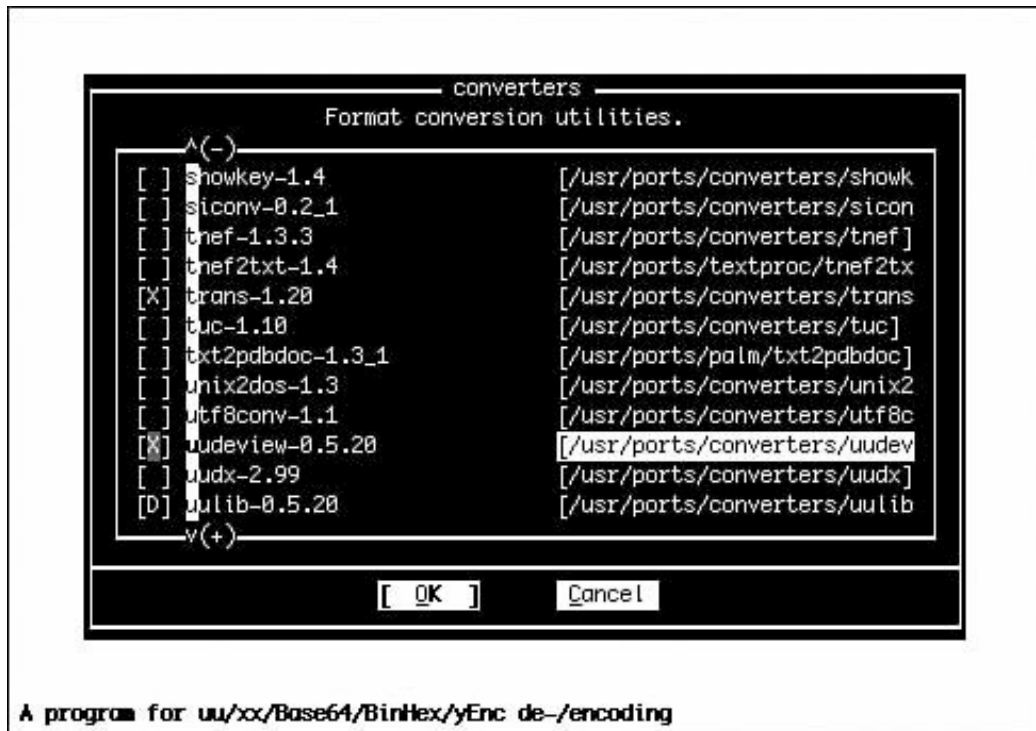 converters
Format conversion utilities.
^(-)
[ ] showkey-1.4 [/usr/ports/converters/showk
[ ] siconv-0.2_1 [/usr/ports/converters/sicon
[ ] tnef-1.3.3 [/usr/ports/converters/tnef]
[ ] tnef2txt-1.4 [/usr/ports/textproc/tnef2tx
[X] trans-1.20 [/usr/ports/converters/trans
[ ] tuc-1.10 [/usr/ports/converters/tuc]
[ ] txt2pdbdoc-1.3_1 [/usr/ports/palm/txt2pdbdoc]
[ ] unix2dos-1.3 [/usr/ports/converters/unix2
[ ] utf8conv-1.1 [/usr/ports/converters/utf8c
[X] uudeview-0.5.20 [/usr/ports/converters/uudev
[ ] uudx-2.99 [/usr/ports/converters/uudx]
[D] uulib-0.5.20 [/usr/ports/converters/uulib
v(+)
[ OK ] Cancel
A program for uu/xx/Base64/BinHex/yEnc de-/encoding